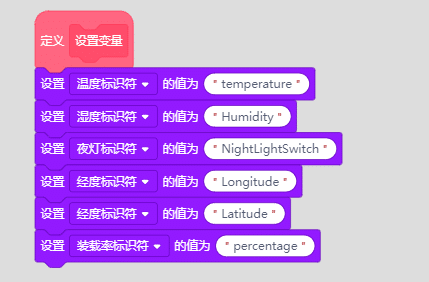 定义 设置变量
设置 温度标识符 的值为 " temperature "
设置 湿度标识符 的值为 " Humidity "
设置 夜灯标识符 的值为 " NightLightSwitch "
设置 经度标识符 的值为 " Longitude "
设置 经度标识符 的值为 " Latitude "
设置 装载率标识符 的值为 " percentage "